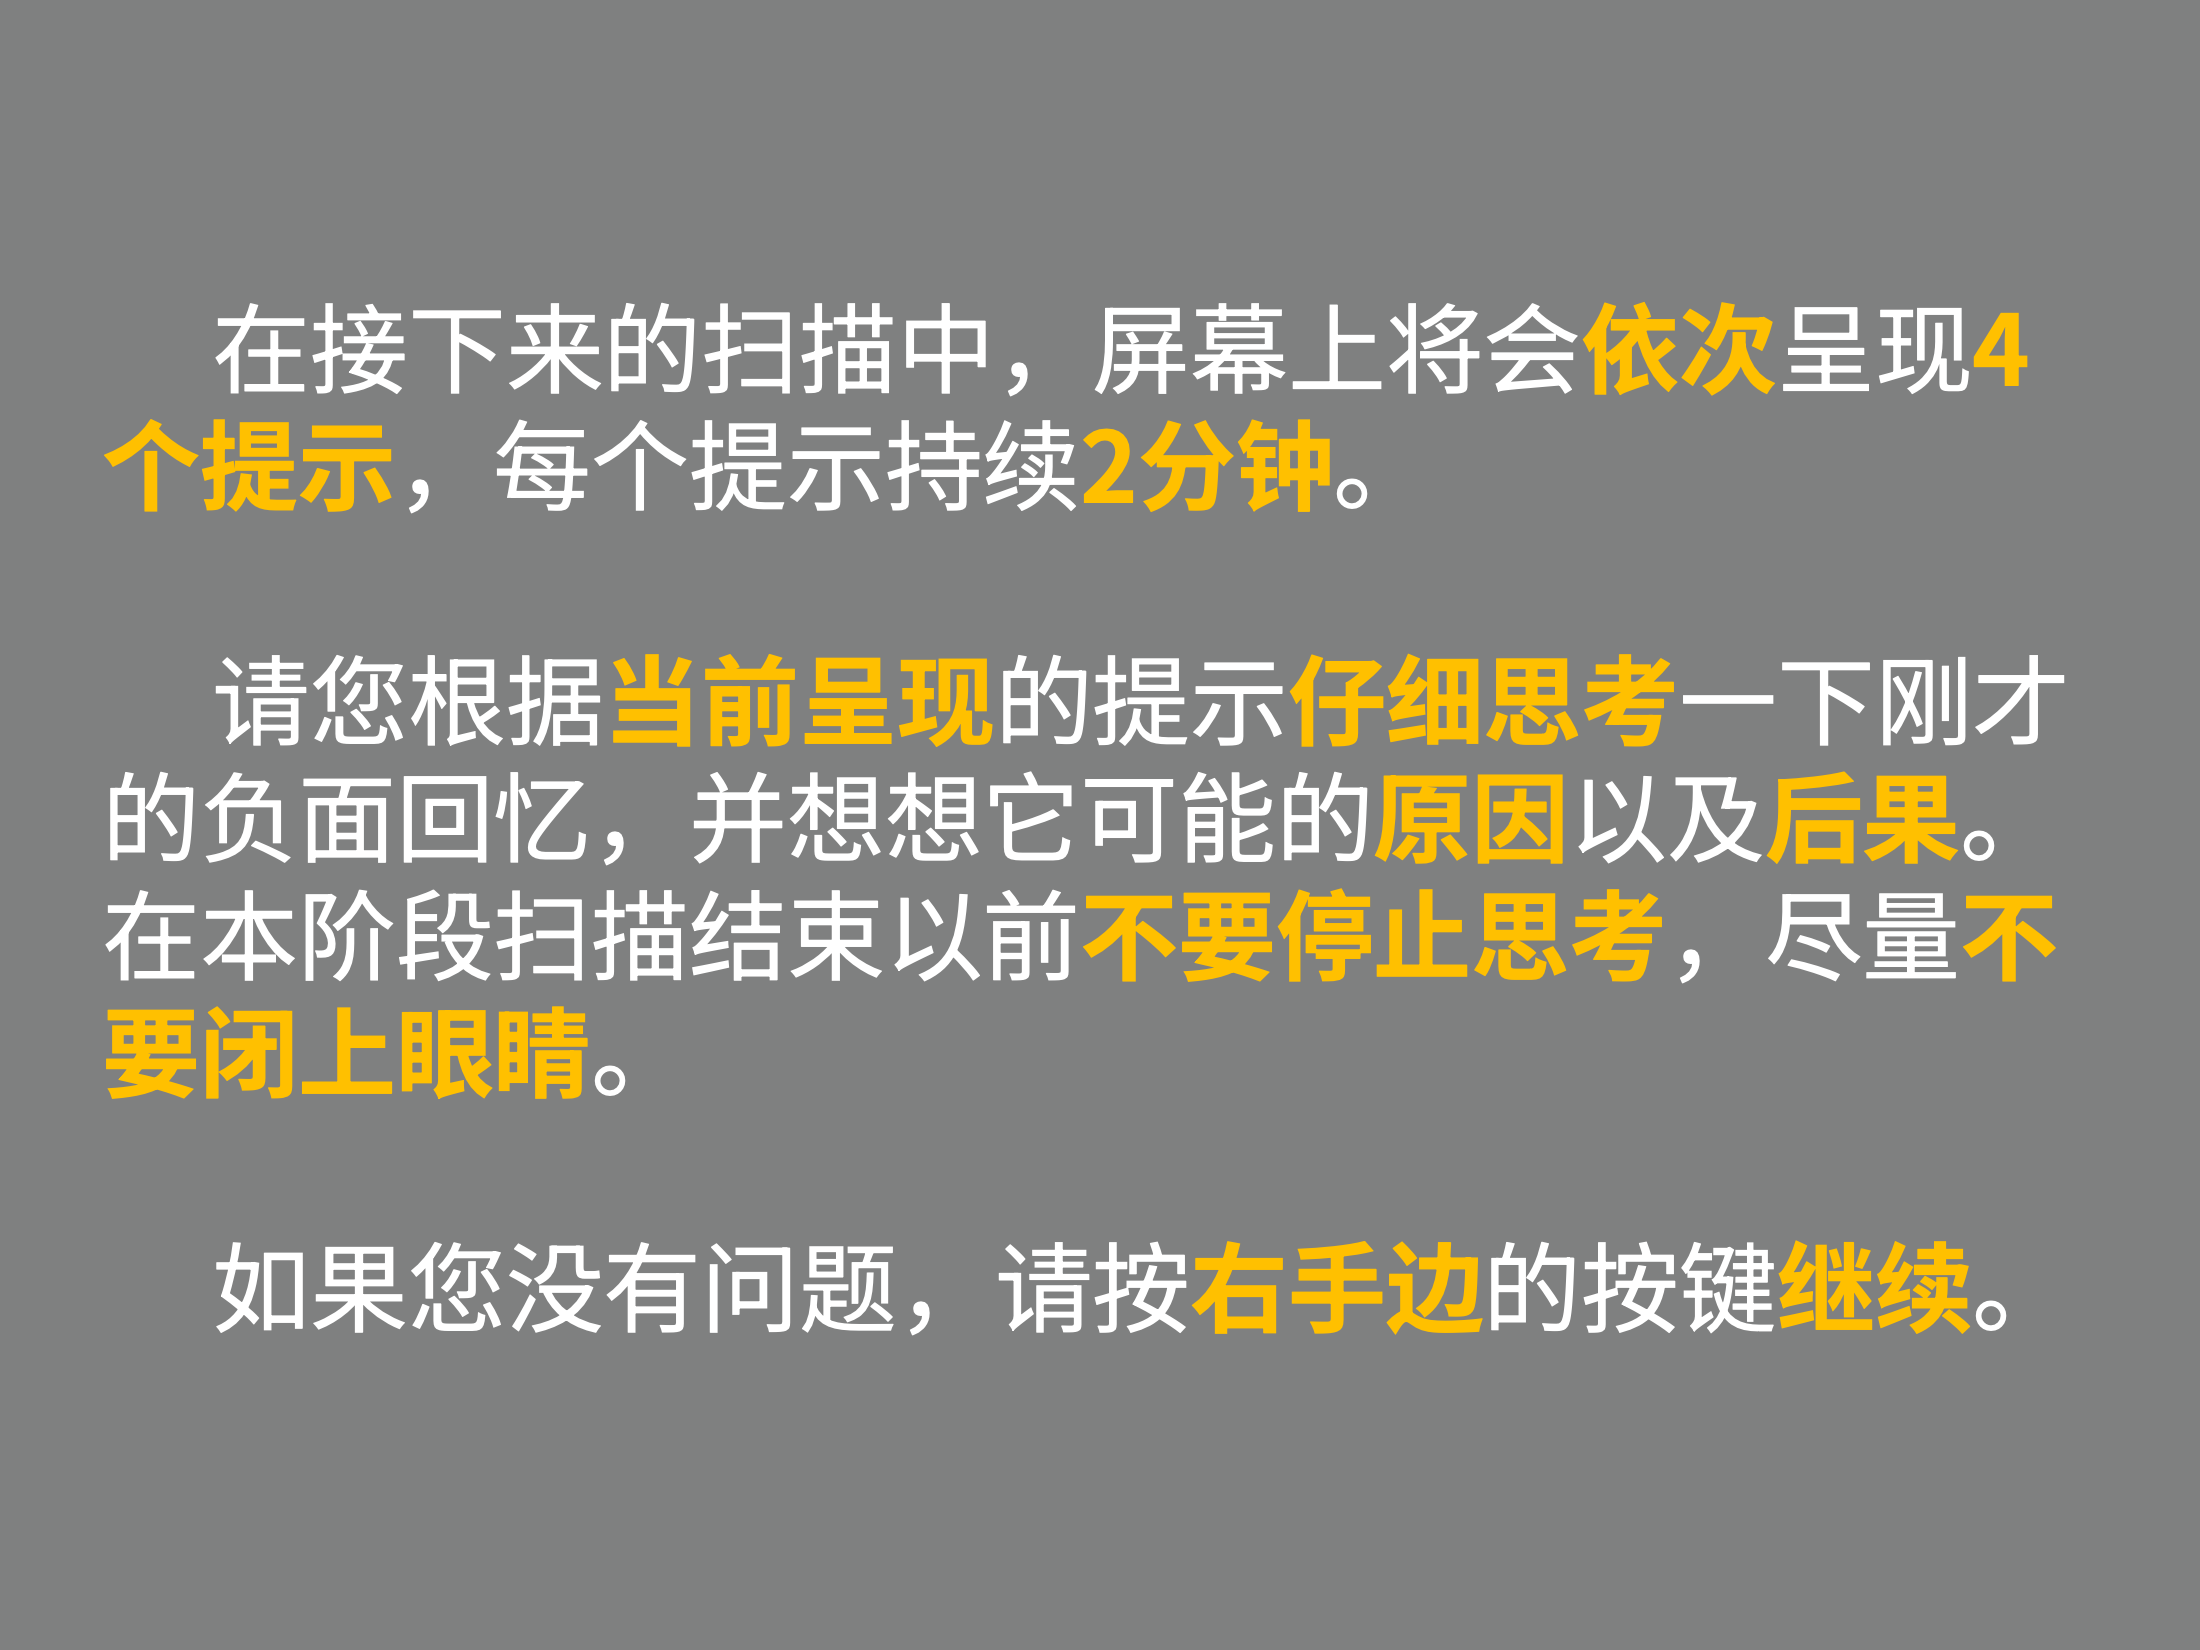 在接下来的扫描中，屏幕上将会依次呈现4
个提示，每个提示持续2分钟。
请您根据当前呈现的提示仔细思考一下刚才
的负面回忆，并想想它可能的原因以及后果。
在本阶段扫描结束以前不要停止思考，尽量不
要闭上眼睛。
如果您没有问题，请按右手边的按键继续。